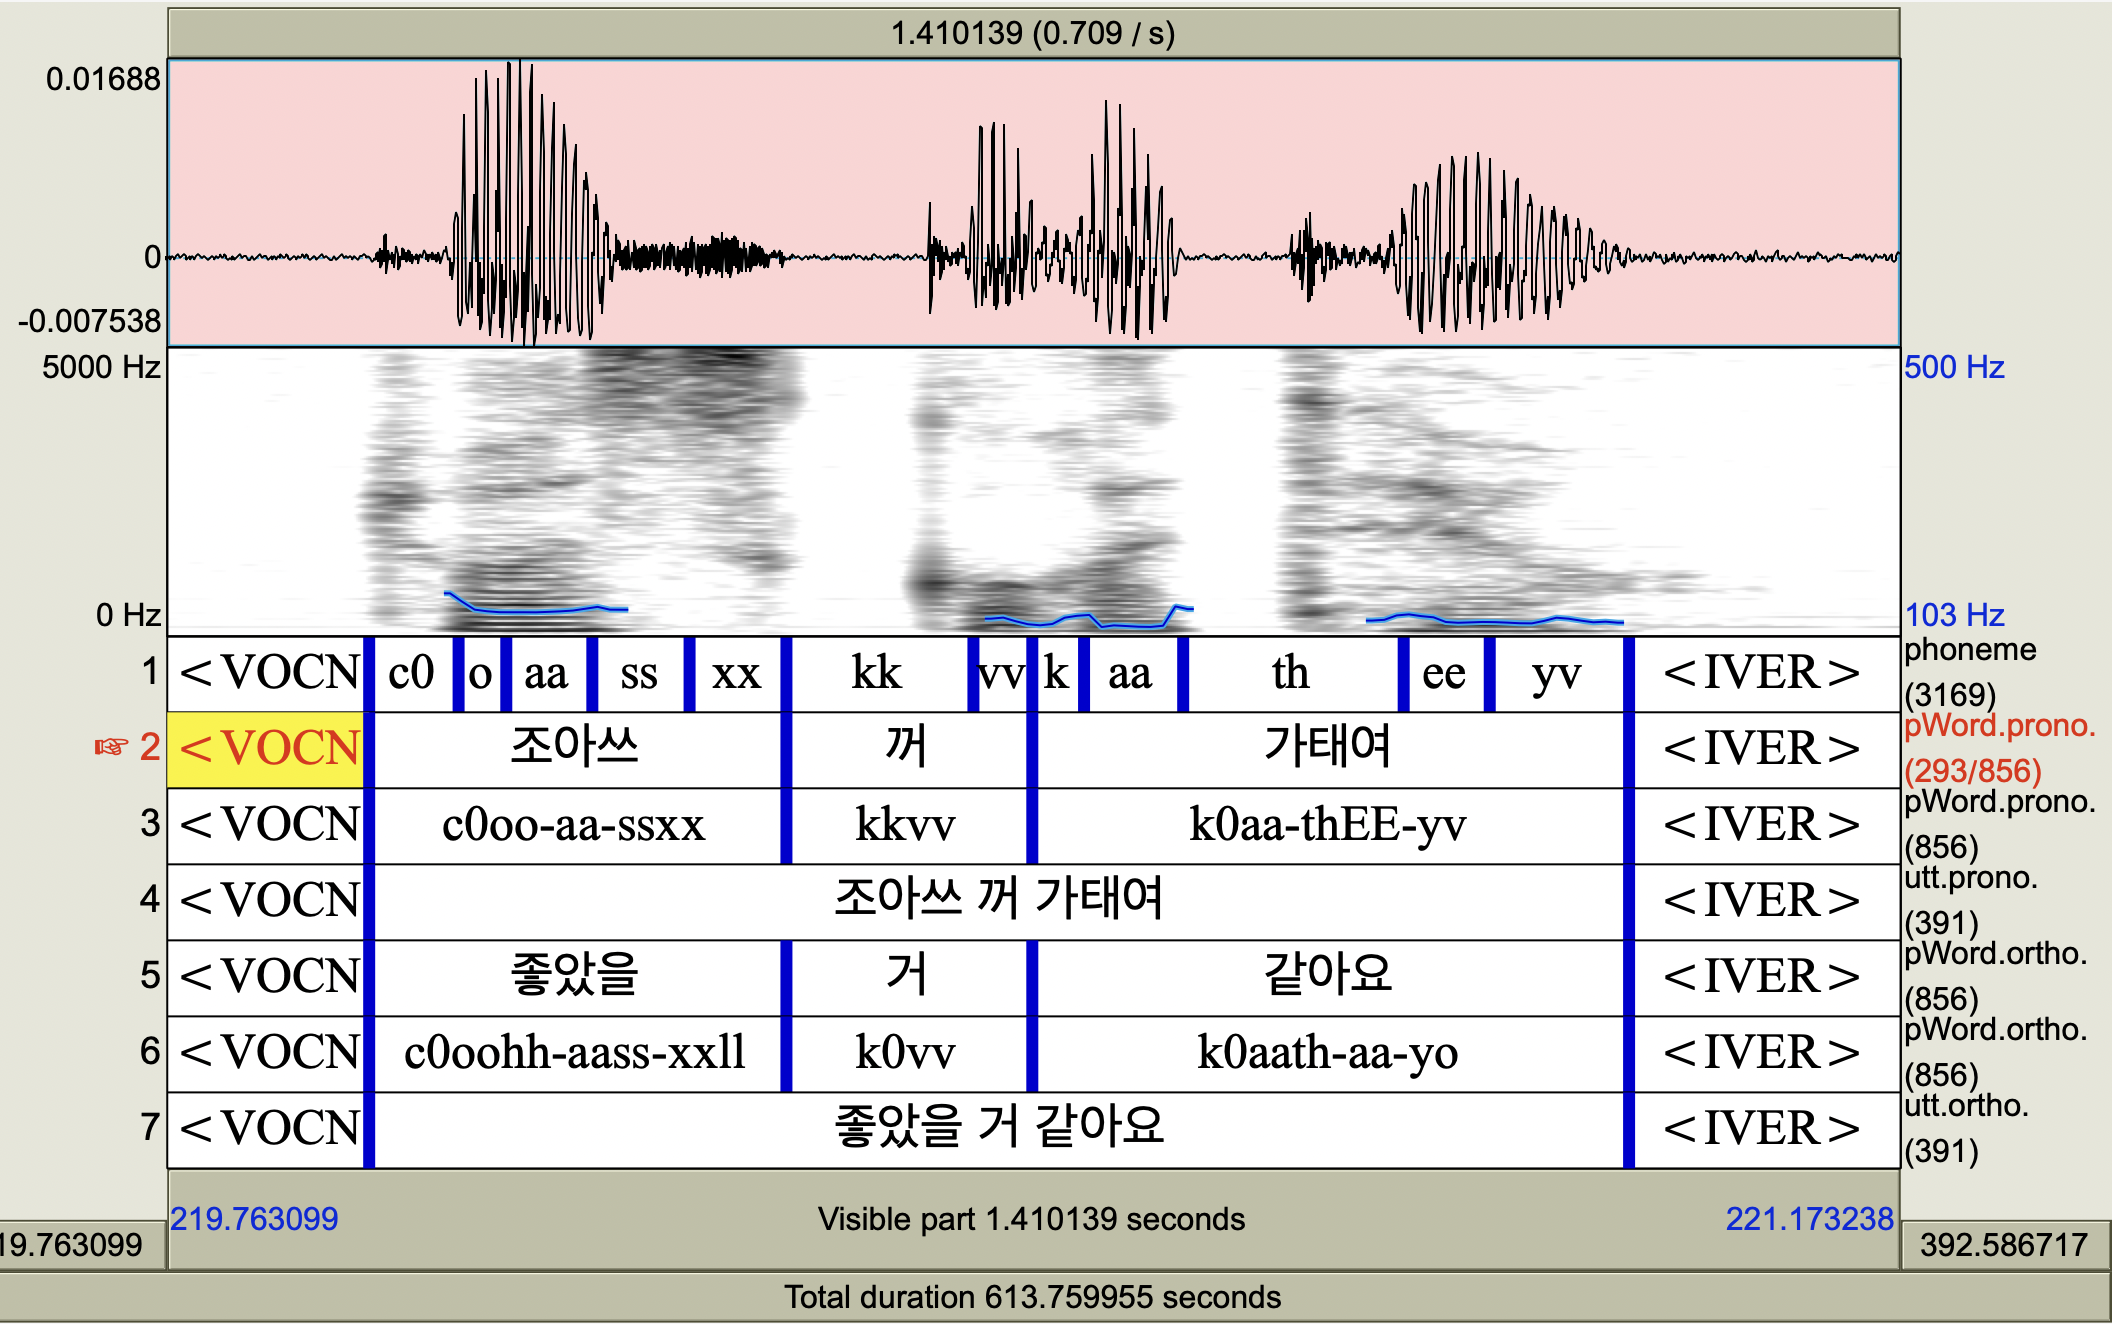 1.410139 (0.709 / s)
0.01688
0
-0.007538
5000 Hz 500 Hz
0 Hz 103 Hz
1 <VOCN c0 o aa ss xx kk vv k aa th ee yv <IVER> phoneme (3169)
☞ 2 <VOCN 조아쓰 꺼 가태여 <IVER> pWord.prono. (293/856)
3 <VOCN c0oo-aa-ssxx kkvv k0aa-thEE-yv <IVER> pWord.prono. (856)
4 <VOCN 조아쓰 꺼 가태여 <IVER> utt.prono. (391)
5 <VOCN 좋았을 거 같아요 <IVER> pWord.ortho. (856)
6 <VOCN c0oohh-aass-xxll k0vv k0aath-aa-yo <IVER> pWord.ortho. (856)
7 <VOCN 좋았을 거 같아요 <IVER> utt.ortho. (391)
219.763099 Visible part 1.410139 seconds 221.173238
19.763099 392.586717
Total duration 613.759955 seconds